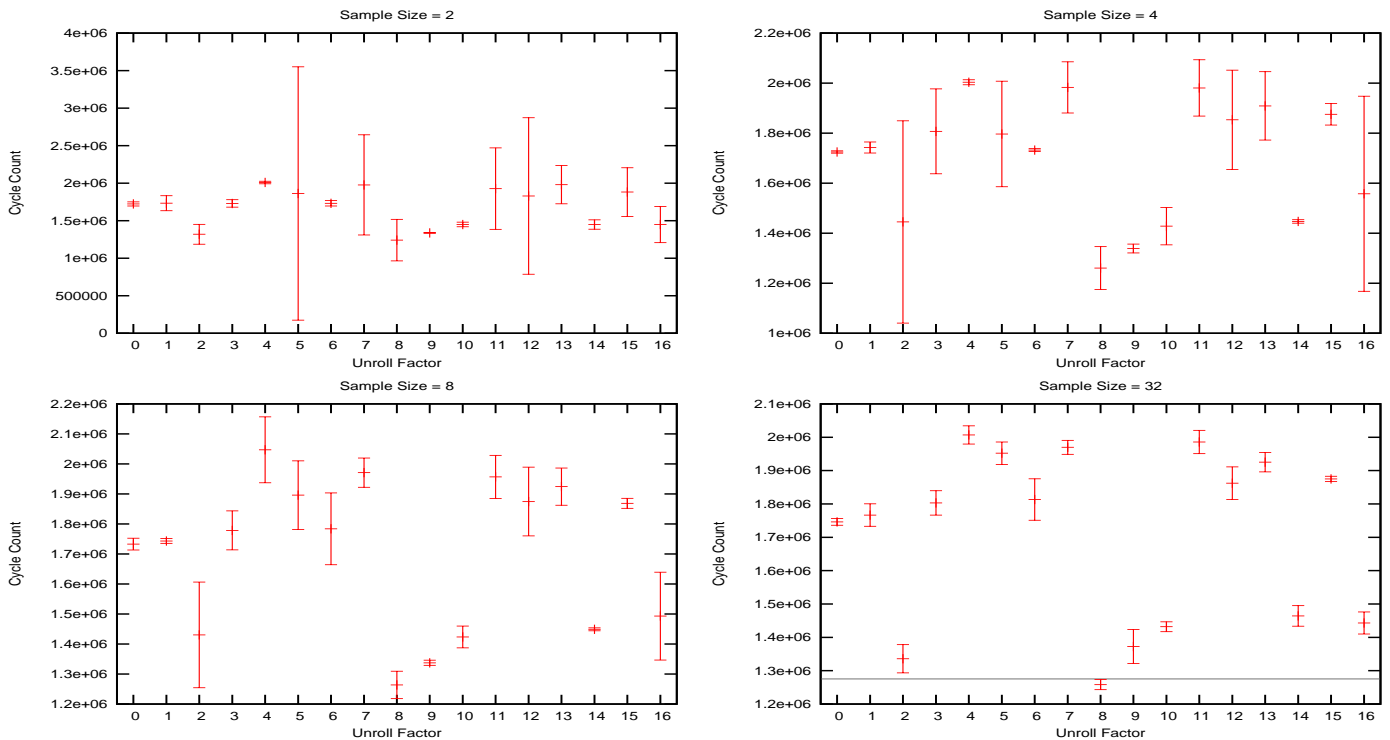 Sample Size = 2
4e+06
3.5e+06
3e+06
2.5e+06
2e+06
1.5e+06
1e+06
500000
0
Cycle Count
0 1 2 3 4 5 6 7 8 9 10 11 12 13 14 15 16
Unroll Factor
Sample Size = 4
2.2e+06
2e+06
1.8e+06
1.6e+06
1.4e+06
1.2e+06
1e+06
Cycle Count
0 1 2 3 4 5 6 7 8 9 10 11 12 13 14 15 16
Unroll Factor
Sample Size = 8
2.2e+06
2.1e+06
2e+06
1.9e+06
1.8e+06
1.7e+06
1.6e+06
1.5e+06
1.4e+06
1.3e+06
1.2e+06
Cycle Count
0 1 2 3 4 5 6 7 8 9 10 11 12 13 14 15 16
Unroll Factor
Sample Size = 32
2.1e+06
2e+06
1.9e+06
1.8e+06
1.7e+06
1.6e+06
1.5e+06
1.4e+06
1.3e+06
1.2e+06
Cycle Count
0 1 2 3 4 5 6 7 8 9 10 11 12 13 14 15 16
Unroll Factor